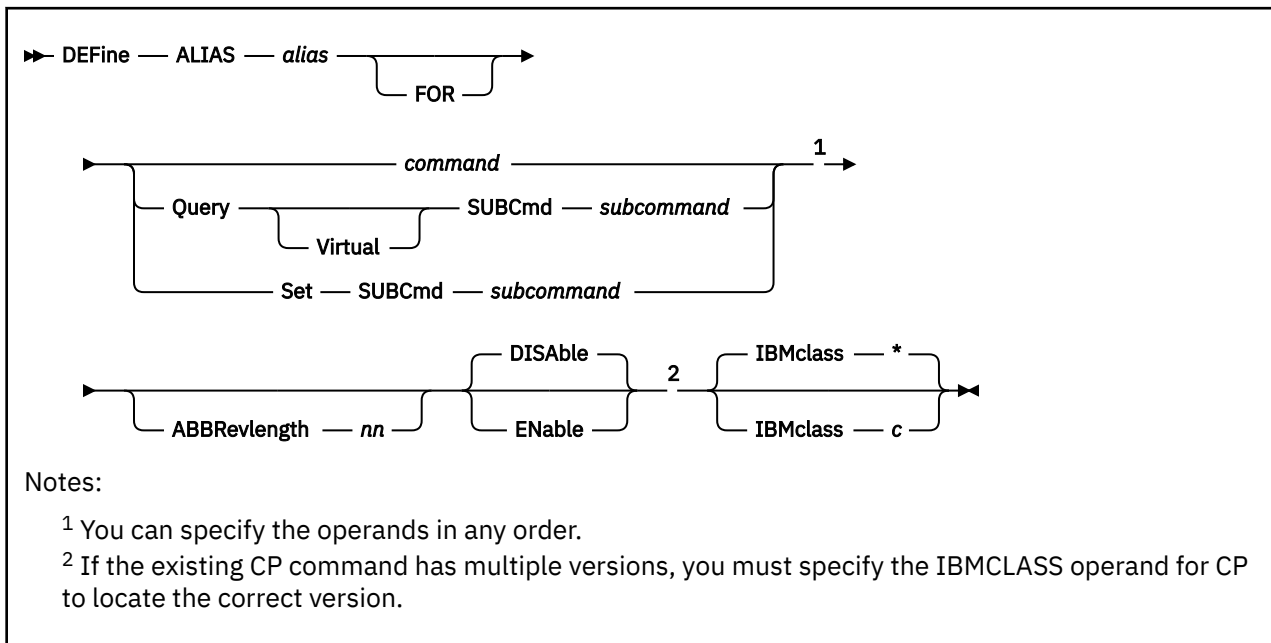 DEFine ALIAS alias
FOR
command 1
Query SUBCmd subcommand
Virtual
Set SUBCmd subcommand
DISAble IBMclass *
2
ABBRevlength nn ENable IBMclass c
Notes:
1 You can specify the operands in any order.
2 If the existing CP command has multiple versions, you must specify the IBMCLASS operand for CP
to locate the correct version.